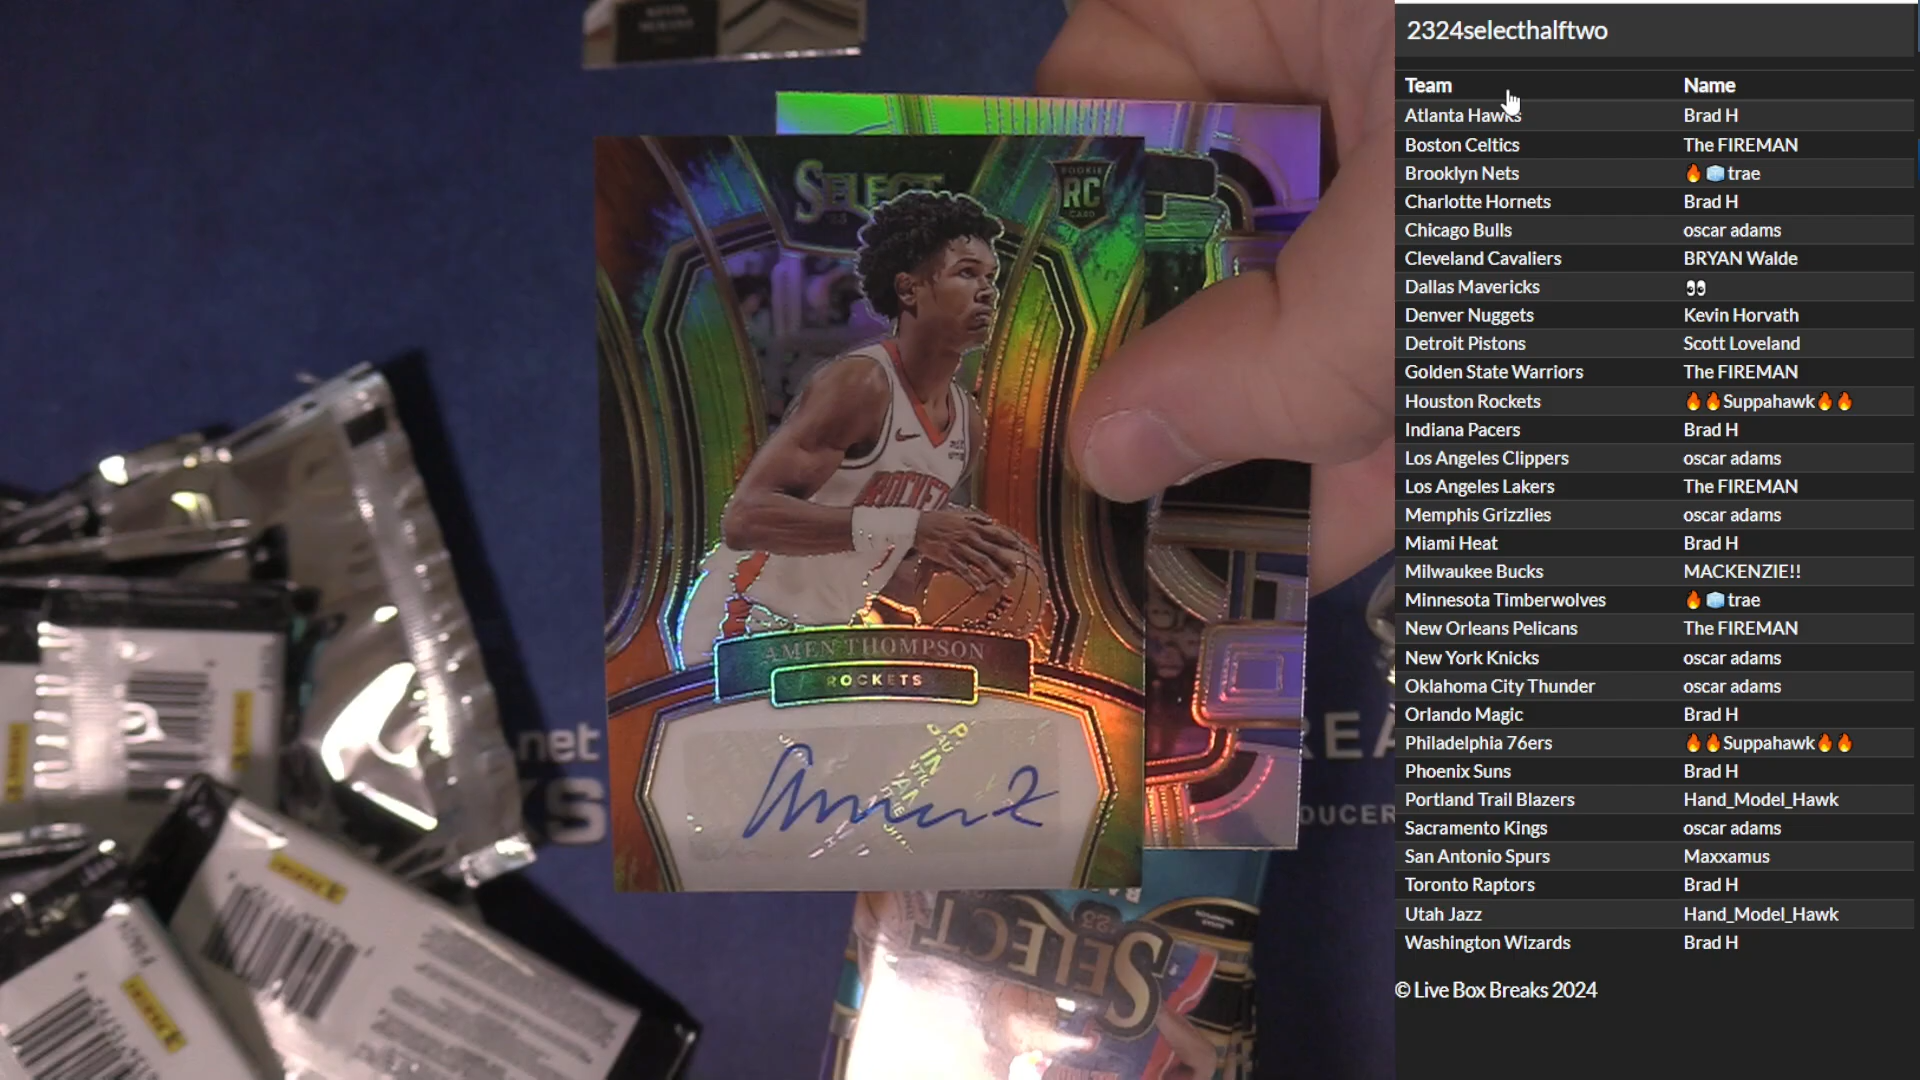 SELECT
ROOKIE
RC
CARD
ROCKETS
AMEN THOMPSON
ROCKETS
.net
SELECT
2324selecthalftwo
Team Name
Atlanta Hawks Brad H
Boston Celtics The FIREMAN
Brooklyn Nets 🔥🧊trae
Charlotte Hornets Brad H
Chicago Bulls oscar adams
Cleveland Cavaliers BRYAN Walde
Dallas Mavericks 👀
Denver Nuggets Kevin Horvath
Detroit Pistons Scott Loveland
Golden State Warriors The FIREMAN
Houston Rockets 🔥🔥Suppahawk🔥🔥
Indiana Pacers Brad H
Los Angeles Clippers oscar adams
Los Angeles Lakers The FIREMAN
Memphis Grizzlies oscar adams
Miami Heat Brad H
Milwaukee Bucks MACKENZIE!!
Minnesota Timberwolves 🔥🧊trae
New Orleans Pelicans The FIREMAN
New York Knicks oscar adams
Oklahoma City Thunder oscar adams
Orlando Magic Brad H
Philadelphia 76ers 🔥🔥Suppahawk🔥🔥
Phoenix Suns Brad H
Portland Trail Blazers Hand_Model_Hawk
Sacramento Kings oscar adams
San Antonio Spurs Maxxamus
Toronto Raptors Brad H
Utah Jazz Hand_Model_Hawk
Washington Wizards Brad H
© Live Box Breaks 2024